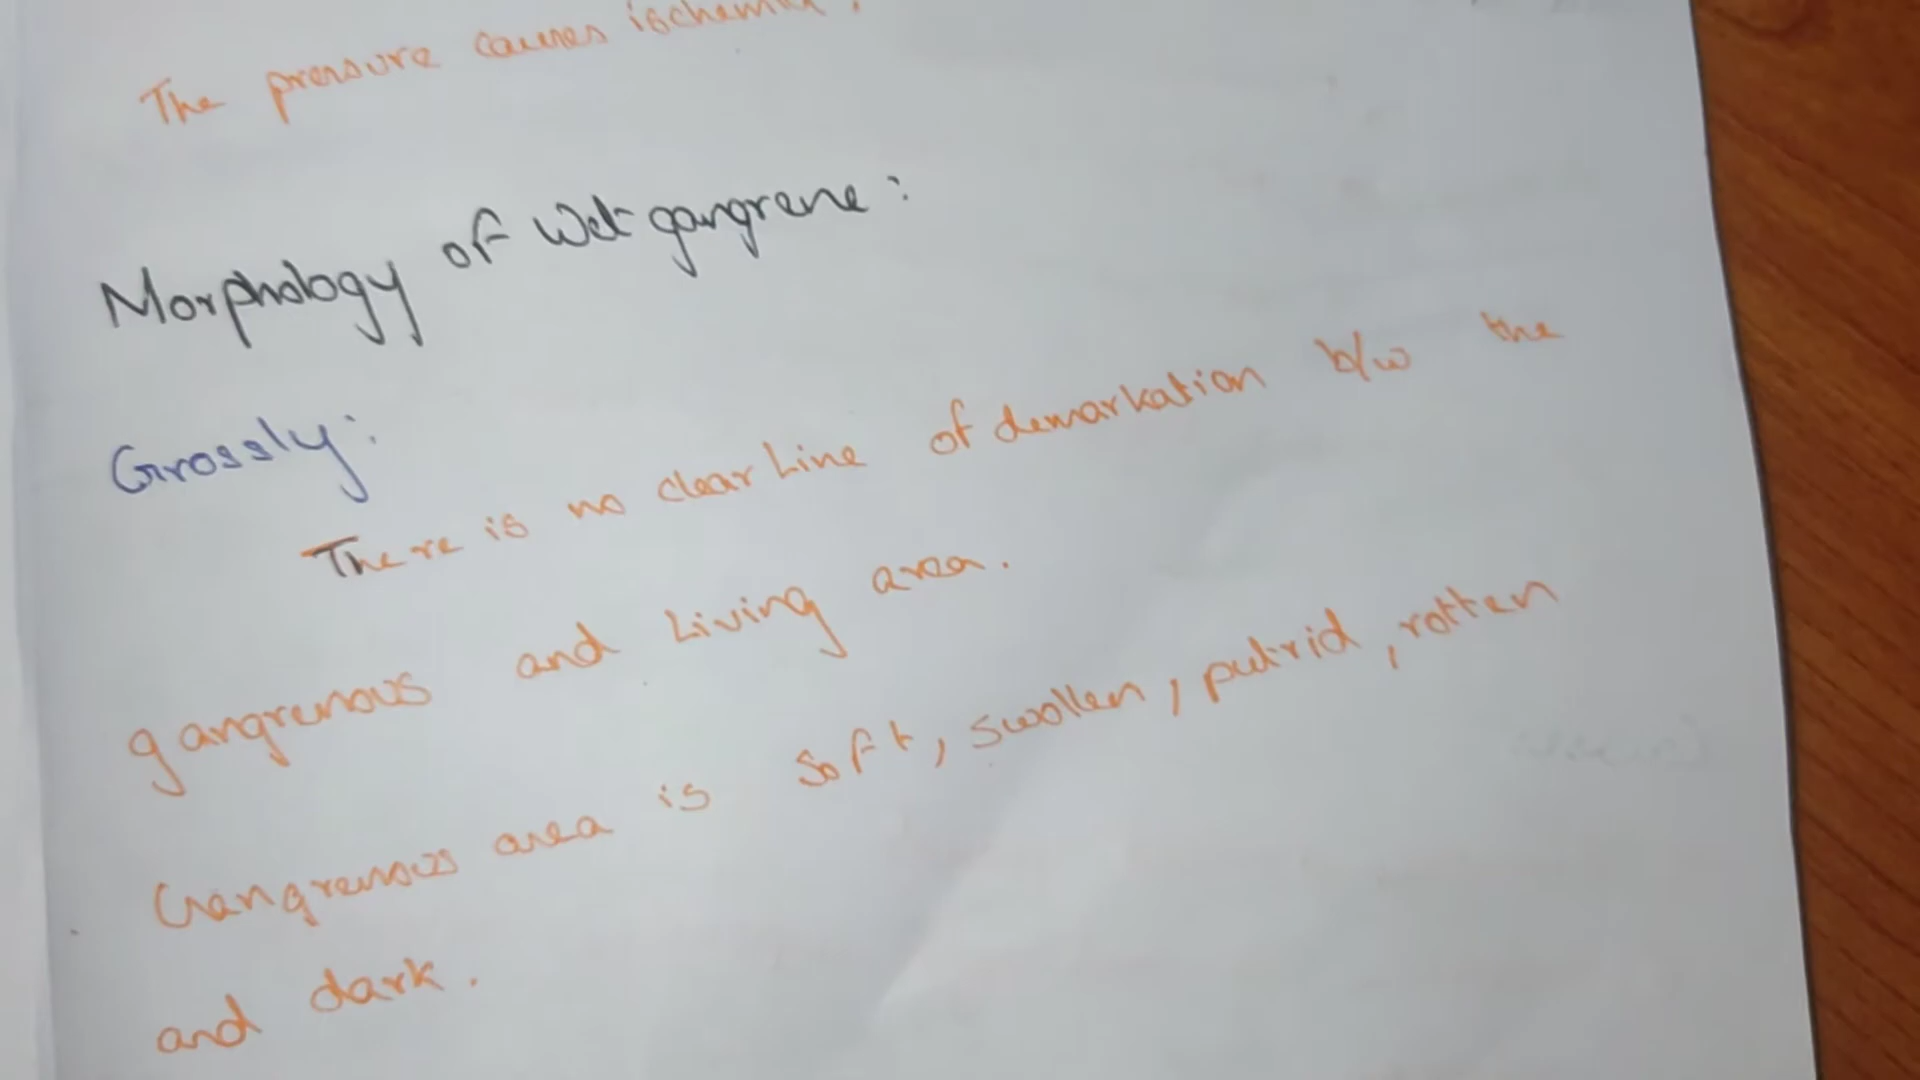 The pressure causes ischemia.
Morphology of Wet gangrene:
Grossly:
There is no clear Line of demarkation b/w the
gangrenous and Living area.
Gangrenous area is soft, swollen, putrid, rotten
and dark.